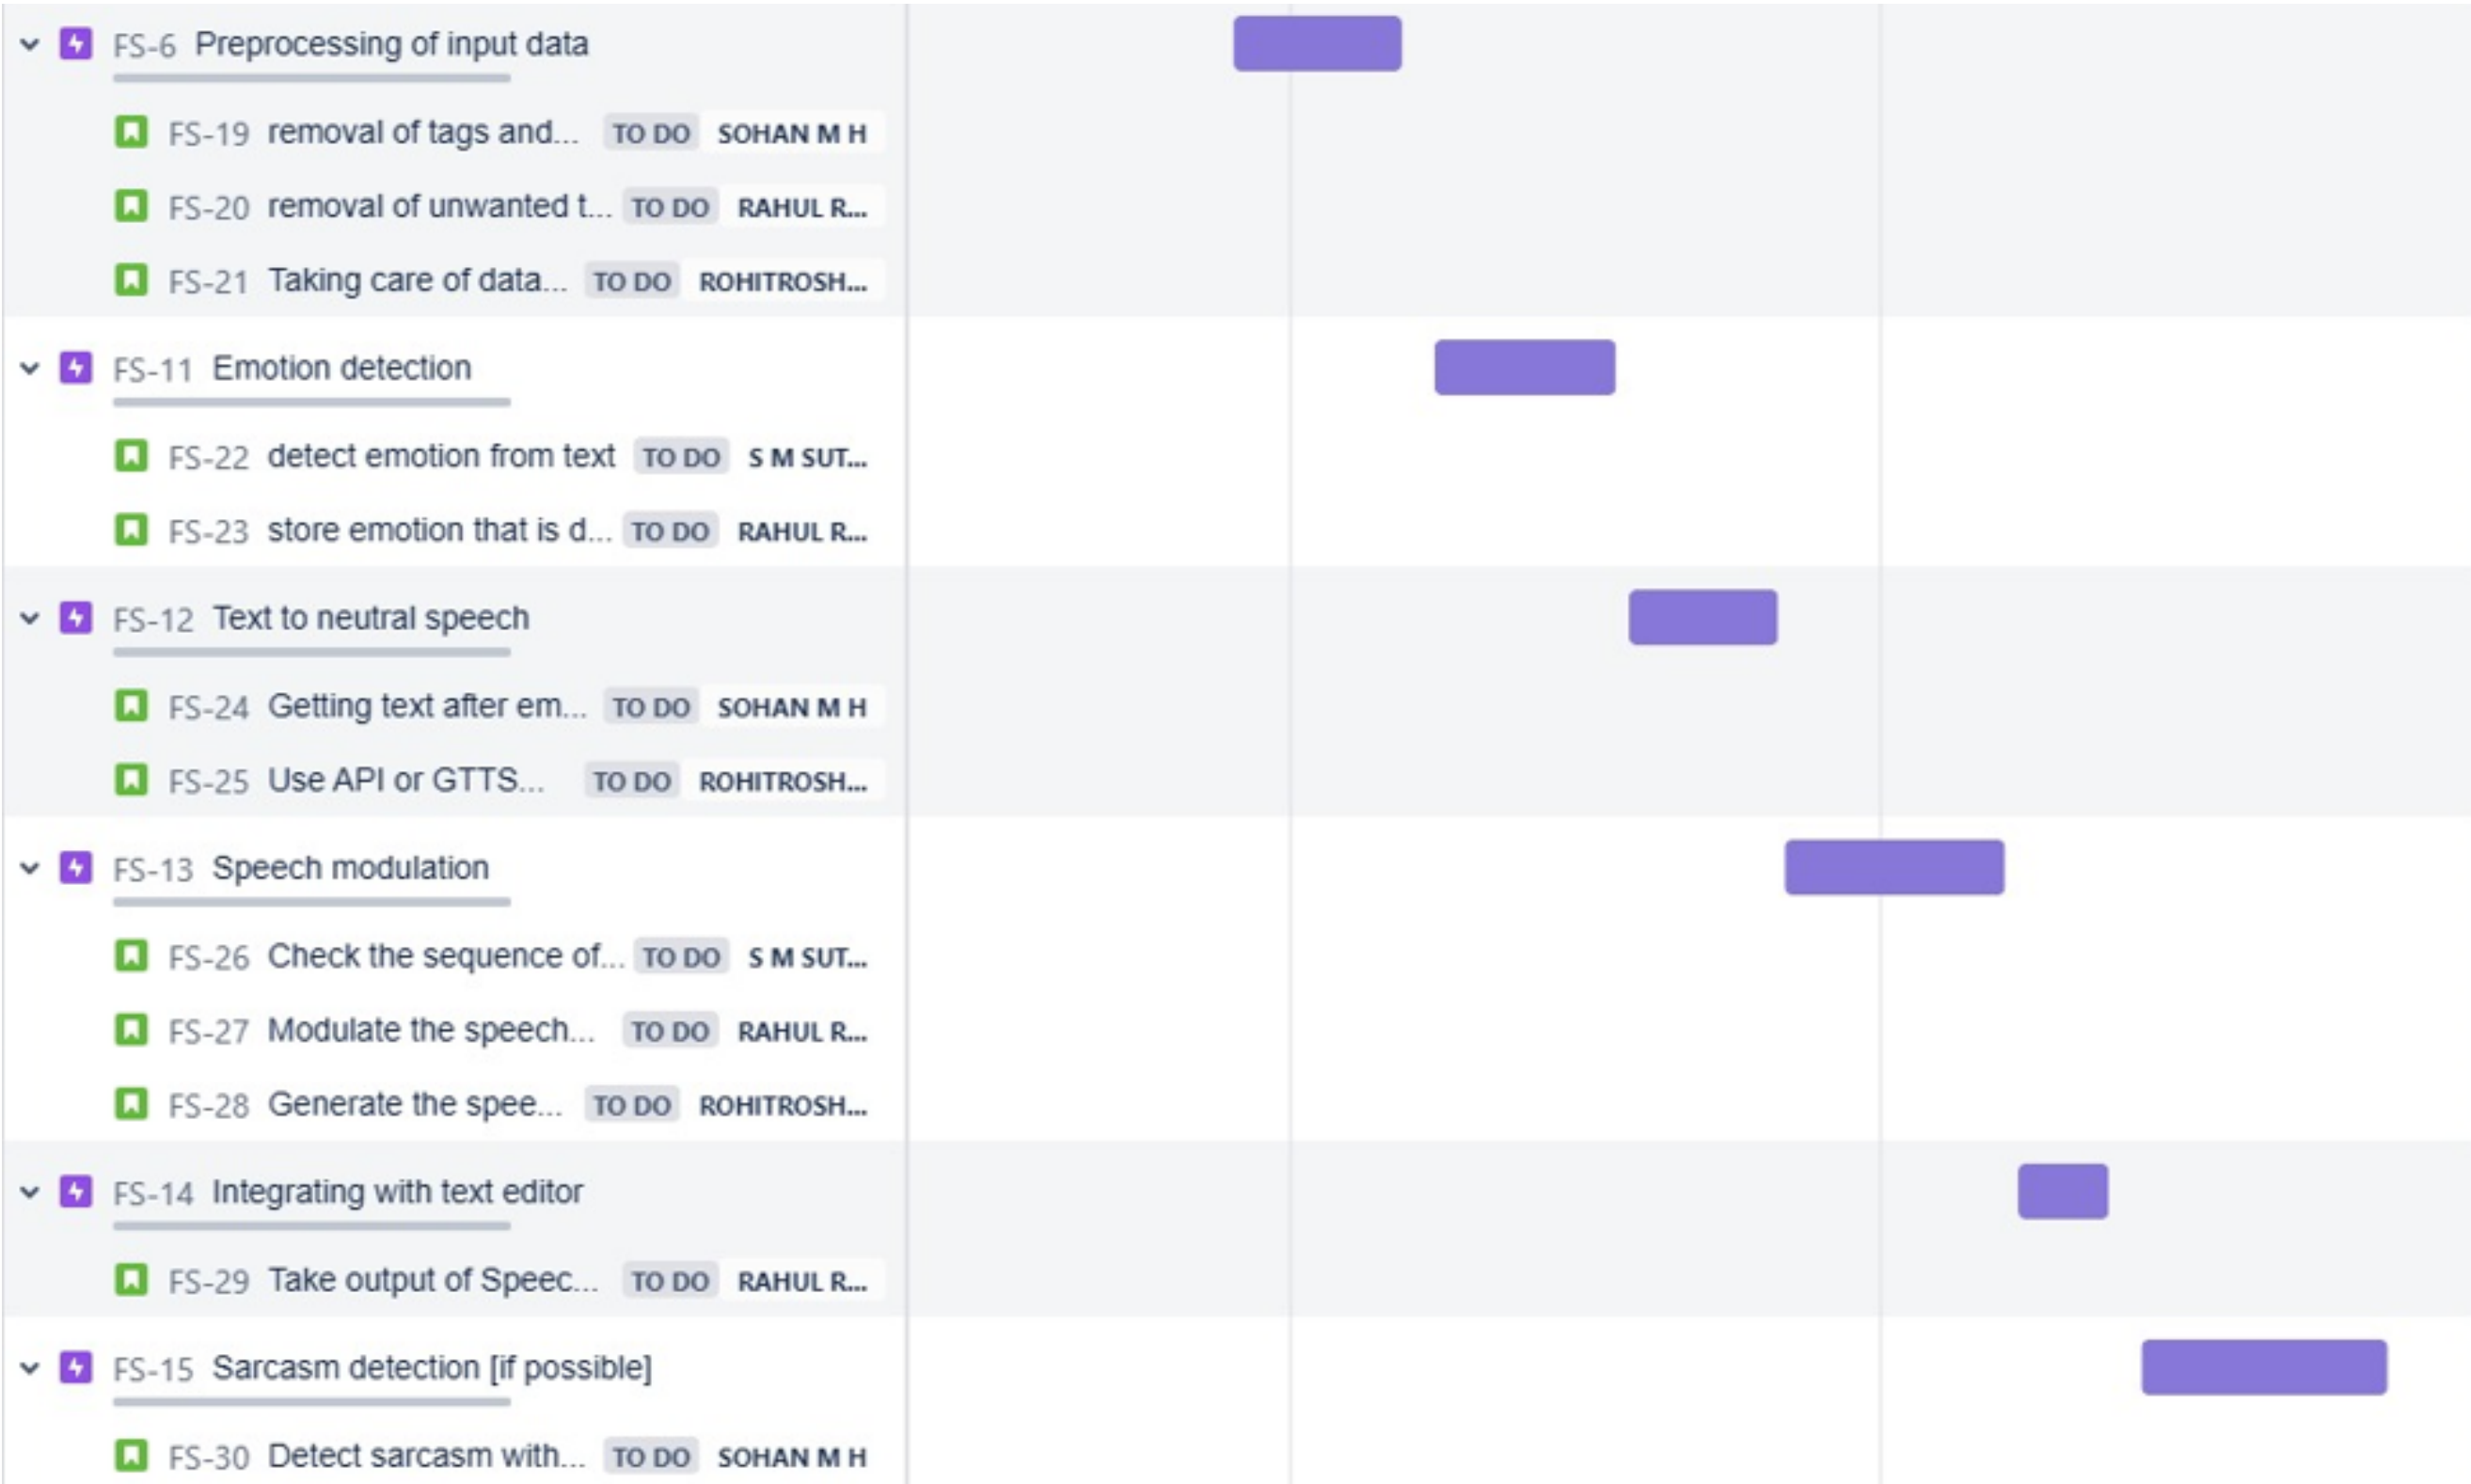 FS-6 Preprocessing of input data
FS-19 removal of tags and... TO DO SOHAN M H
FS-20 removal of unwanted t... TO DO RAHUL R...
FS-21 Taking care of data... TO DO ROHITROSH...
FS-11 Emotion detection
FS-22 detect emotion from text TO DO S M SUT...
FS-23 store emotion that is d... TO DO RAHUL R...
FS-12 Text to neutral speech
FS-24 Getting text after em... TO DO SOHAN M H
FS-25 Use API or GTTS... TO DO ROHITROSH...
FS-13 Speech modulation
FS-26 Check the sequence of... TO DO S M SUT...
FS-27 Modulate the speech... TO DO RAHUL R...
FS-28 Generate the spee... TO DO ROHITROSH...
FS-14 Integrating with text editor
FS-29 Take output of Speec... TO DO RAHUL R...
FS-15 Sarcasm detection [if possible]
FS-30 Detect sarcasm with... TO DO SOHAN M H